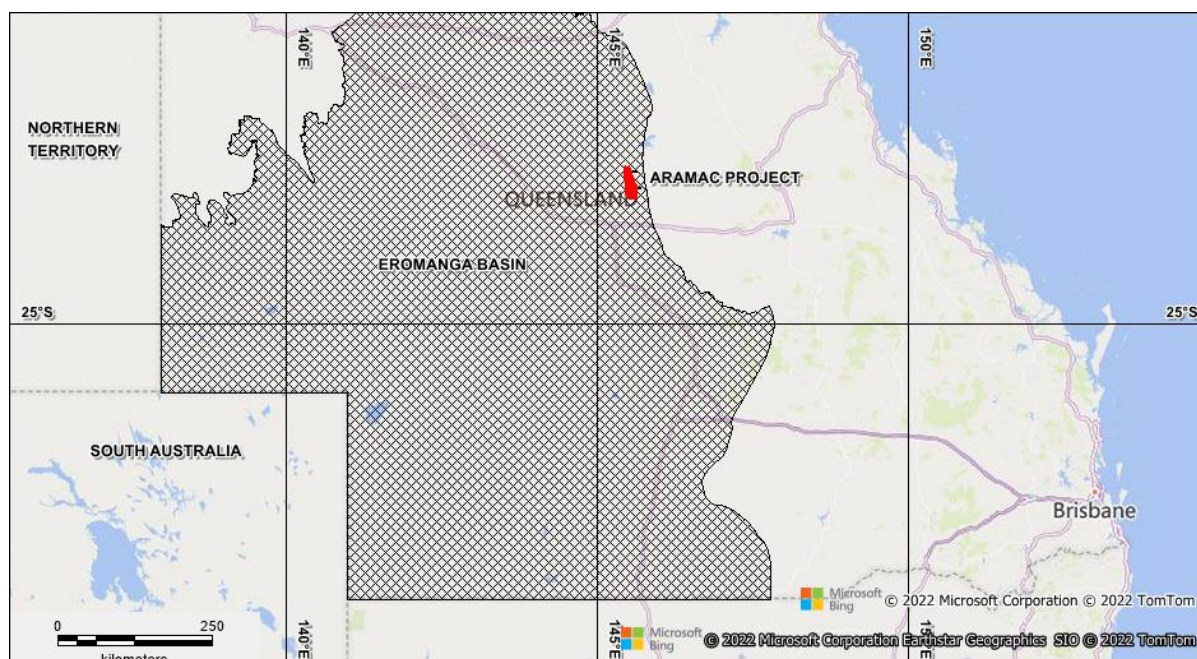 140°E
145°E
150°E
NORTHERN
TERRITORY
ARAMAC PROJECT
QUEENSLAND
EROMANGA BASIN
25°S
25°S
SOUTH AUSTRALIA
Brisbane
Microsoft
Bing
© 2022 Microsoft Corporation © TomTom
0
250
kilometers
140°E
145°E
Microsoft
Bing
© 2022 Microsoft Corporation Earthstar Geographics SIO © 2022 TomTom